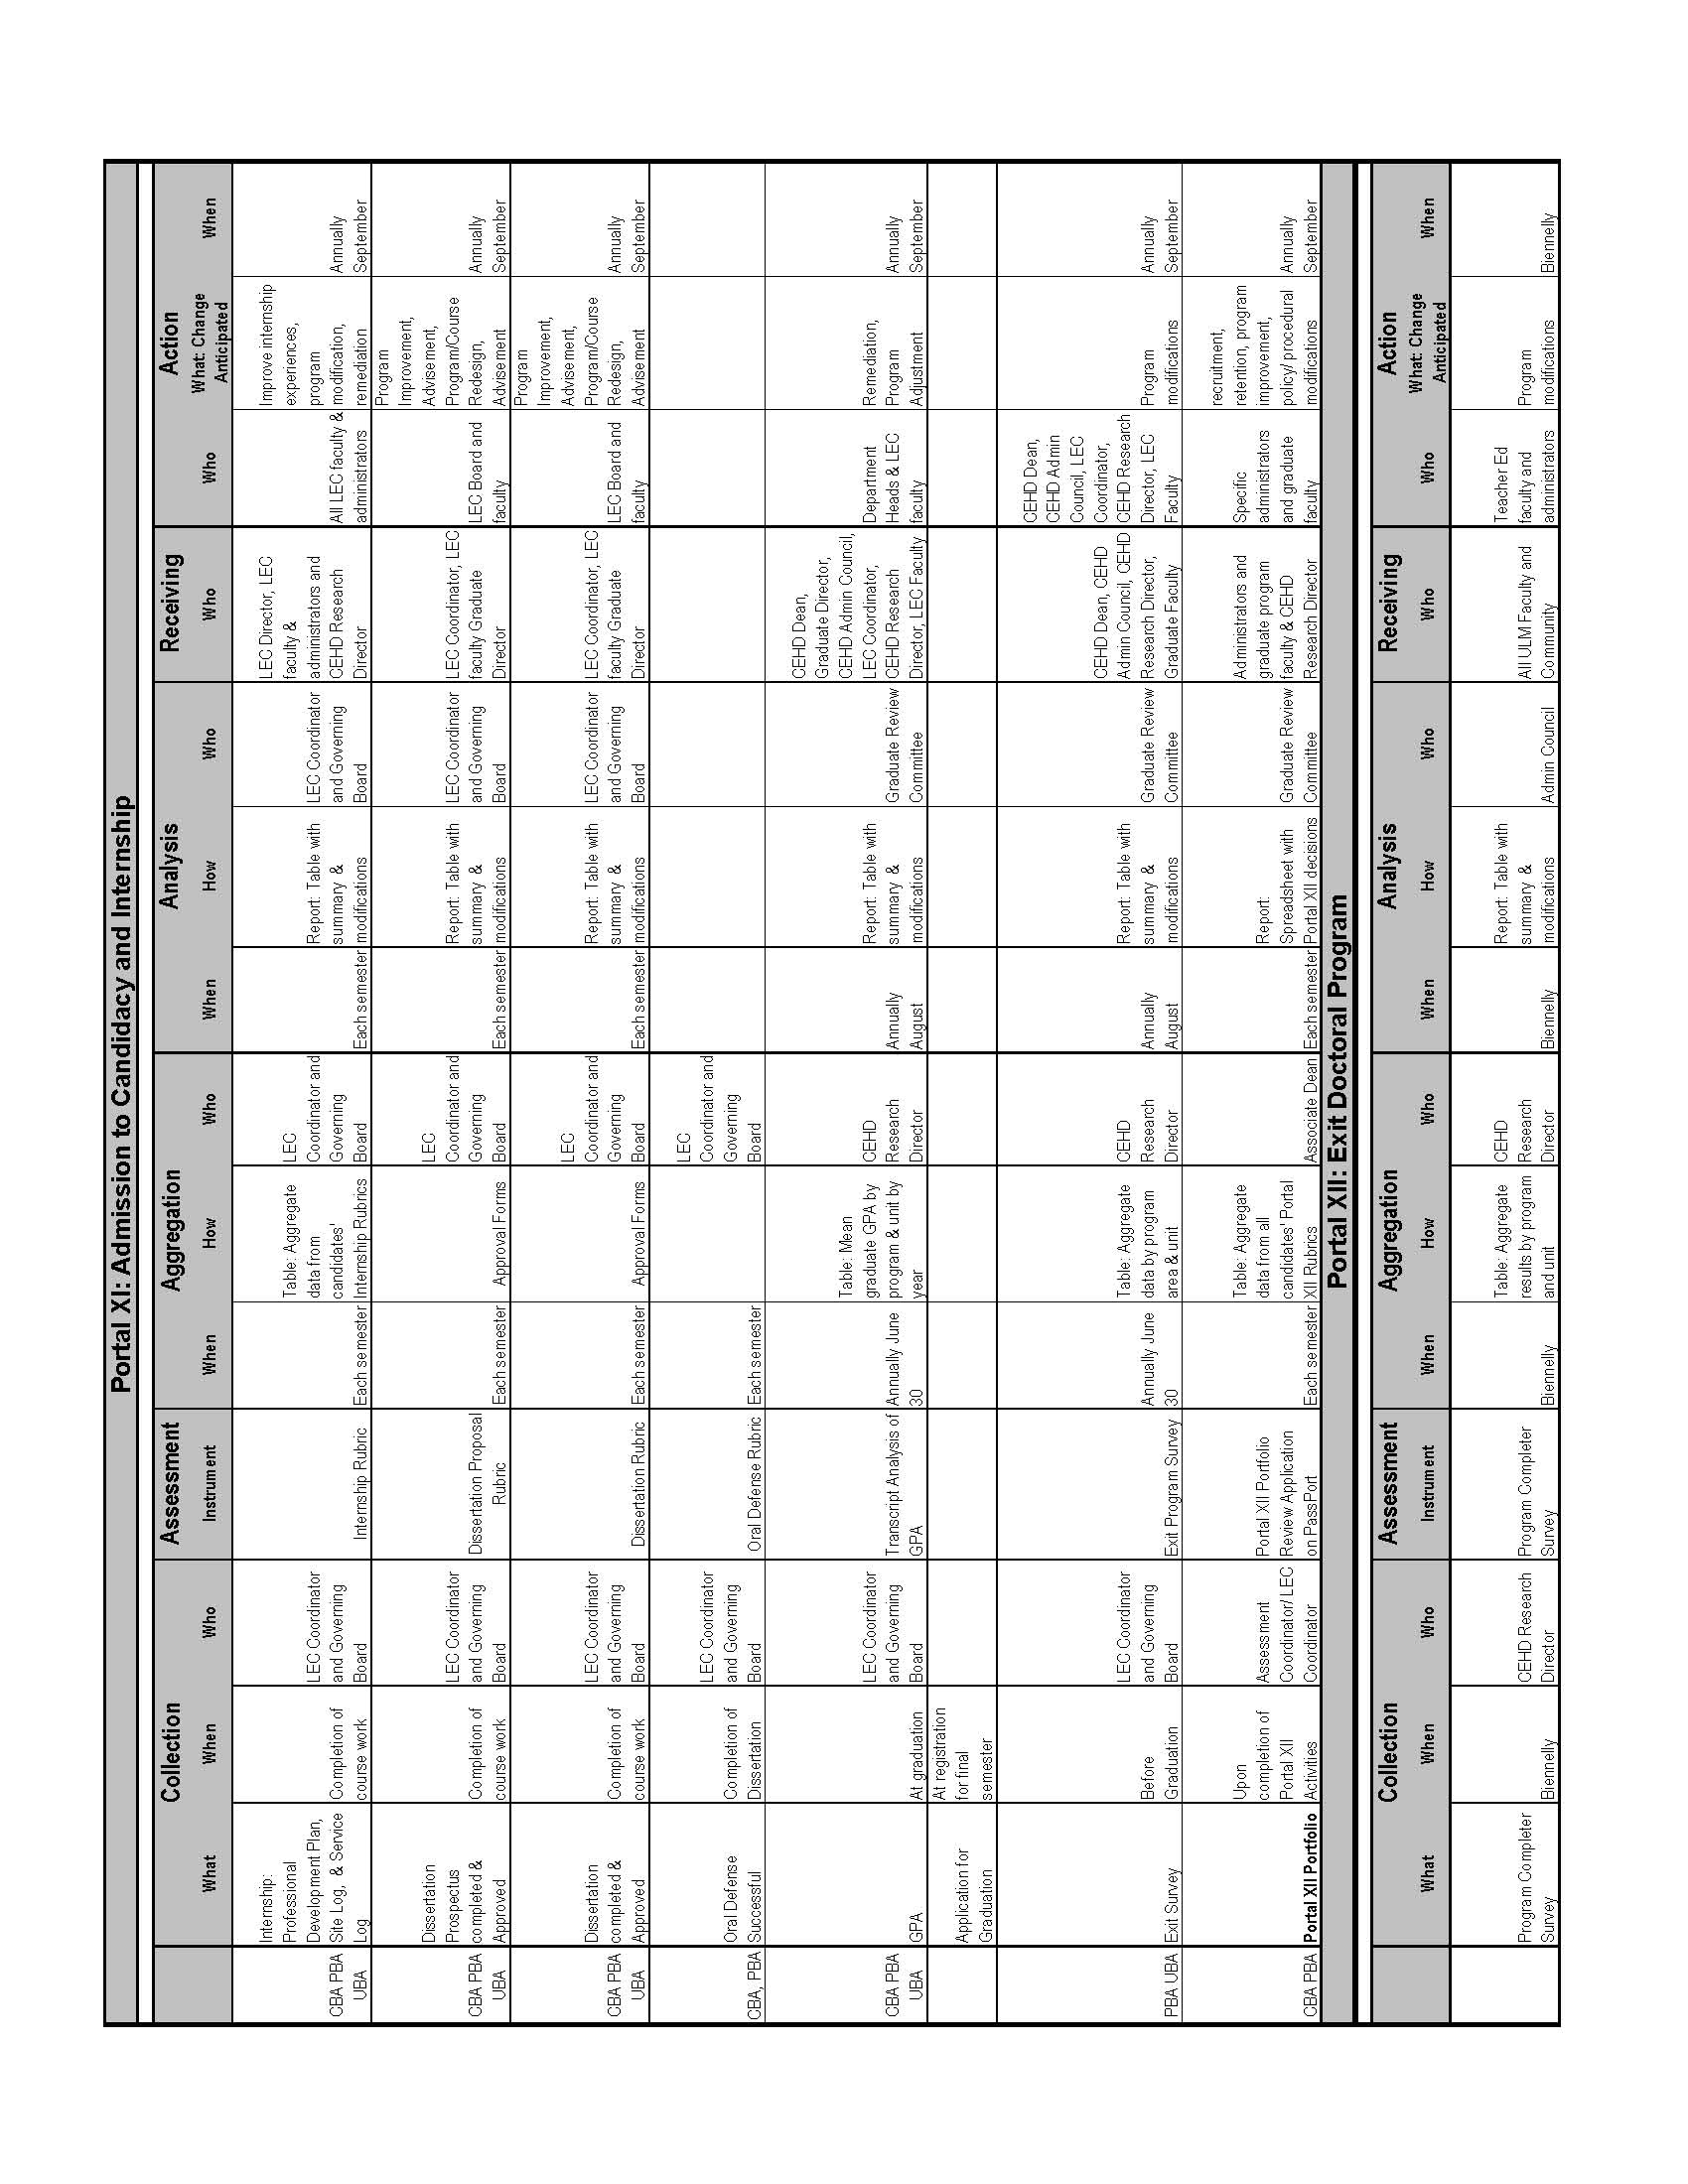 Portal XI: Admission to Candidacy and Internship
Collection
Assessment
Aggregation
Analysis
Receiving
Action
What
When
Who
Instrument
When
How
Who
When
How
Who
Who
Who
What: Change
Anticipated
When
CBA PBA
UBA
Internship:
Professional
Development Plan,
Site Log, & Service
Log
Completion of
course work
LEC Coordinator
and Governing
Board
Internship Rubric
Each semester
Table: Aggregate
data from
candidates'
Internship Rubrics
LEC
Coordinator and
Governing
Board
Each semester
Report: Table with
summary &
modifications
LEC Coordinator
and Governing
Board
LEC Director, LEC
faculty &
administrators and
CEHD Research
Director
All LEC faculty &
administrators
Improve internship
experiences,
program
modification,
remediation
Annually
September
CBA PBA
UBA
Dissertation
Prospectus
completed &
Approved
Completion of
course work
LEC Coordinator
and Governing
Board
Dissertation Proposal
Rubric
Each semester
Approval Forms
LEC
Coordinator and
Governing
Board
Each semester
Report: Table with
summary &
modifications
LEC Coordinator
and Governing
Board
LEC Coordinator, LEC
faculty Graduate
Director
LEC Board and
faculty
Program
Improvement,
Advisement,
Program/Course
Redesign,
Advisement
Annually
September
CBA PBA
UBA
Dissertation
completed &
Approved
Completion of
course work
LEC Coordinator
and Governing
Board
Dissertation Rubric
Each semester
Approval Forms
LEC
Coordinator and
Governing
Board
Each semester
Report: Table with
summary &
modifications
LEC Coordinator
and Governing
Board
LEC Coordinator, LEC
faculty Graduate
Director
LEC Board and
faculty
Program
Improvement,
Advisement,
Program/Course
Redesign,
Advisement
Annually
September
CBA, PBA
Oral Defense
Successful
Completion of
Dissertation
LEC Coordinator
and Governing
Board
Oral Defense Rubric
Each semester
LEC
Coordinator and
Governing
Board
CBA PBA
UBA
GPA
At graduation
LEC Coordinator
and Governing
Board
Transcript Analysis of
GPA
Annually June
30
Table: Mean
graduate GPA by
program & unit by
year
CEHD
Research
Director
Annually
August
Report: Table with
summary &
modifications
Graduate Review
Committee
CEHD Dean,
Graduate Director,
CEHD Admin Council,
LEC Coordinator,
CEHD Research
Director, LEC Faculty
Department
Heads & LEC
faculty
Remediation,
Program
Adjustment
Annually
September
Application for
Graduation
At registration
for final
semester
PBA UBA
Exit Survey
Before
Graduation
LEC Coordinator
and Governing
Board
Exit Program Survey
Annually June
30
Table: Aggregate
data by program
area & unit
CEHD
Research
Director
Annually
August
Report: Table with
summary &
modifications
Graduate Review
Committee
CEHD Dean, CEHD
Admin Council, CEHD
Research Director,
Graduate Faculty
CEHD Dean,
CEHD Admin
Council, LEC
Coordinator,
CEHD Research
Director, LEC
Faculty
Program
modifications
Annually
September
CBA PBA
Portal XII Portfolio
Upon
completion of
Portal XII
Activities
Assessment
Coordinator/ LEC
Coordinator
Portal XII Portfolio
Review Application
on PassPort
Each semester
Table: Aggregate
data from all
candidates' Portal
XII Rubrics
Associate Dean
Each semester
Report:
Spreadsheet with
Portal XII decisions
Graduate Review
Committee
Administrators and
graduate program
faculty & CEHD
Research Director
Specific
administrators
and graduate
faculty
recruitment,
retention, program
improvement,
policy/ procedural
modifications
Annually
September
Portal XII: Exit Doctoral Program
Collection
Assessment
Aggregation
Analysis
Receiving
Action
What
When
Who
Instrument
When
How
Who
When
How
Who
Who
Who
What: Change
Anticipated
When
Program Completer
Survey
Biennelly
CEHD Research
Director
Program Completer
Survey
Biennelly
Table: Aggregate
results by program
and unit
CEHD
Research
Director
Biennelly
Report: Table with
summary &
modifications
Admin Council
All ULM Faculty and
Community
Teacher Ed
faculty and
administrators
Program
modifications
Biennelly